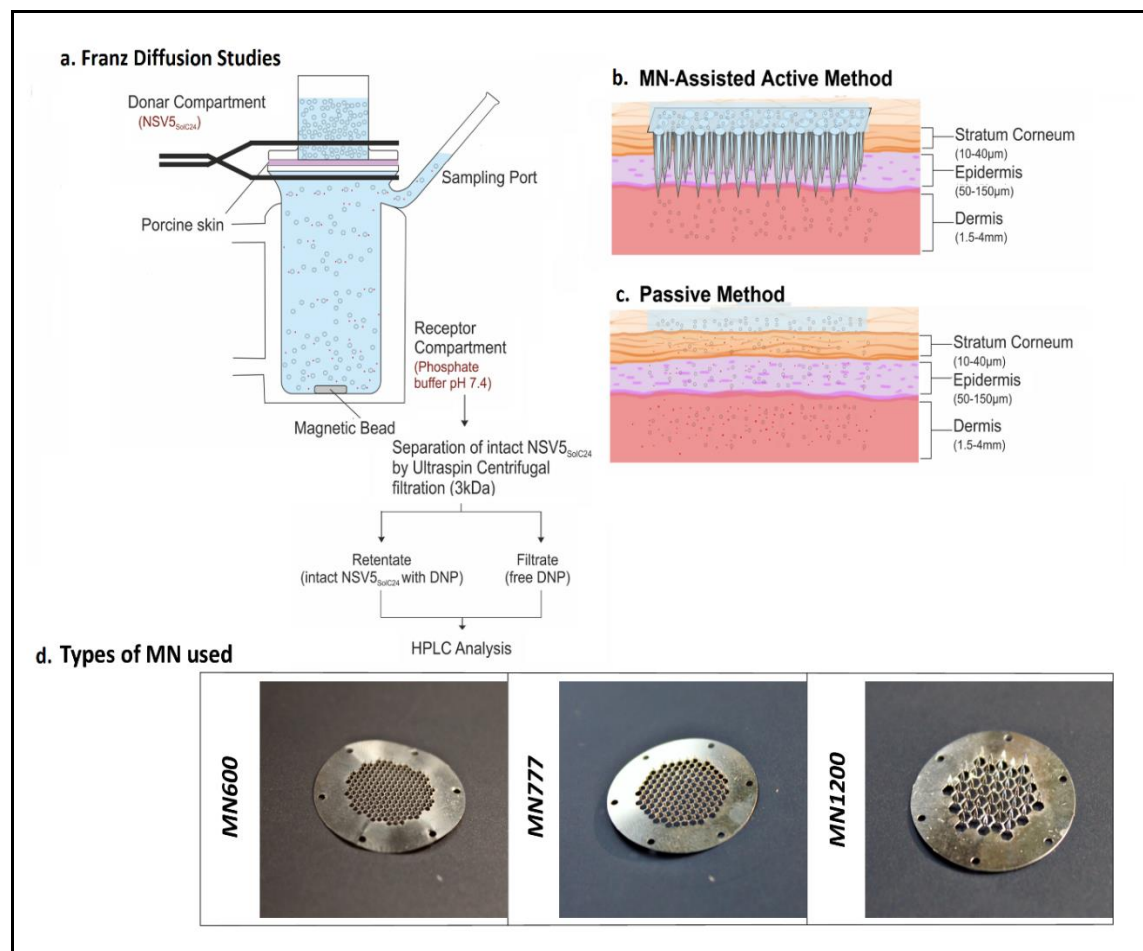 a. Franz Diffusion Studies
Donar Compartment
(NSV5SolC24)
Porcine skin
Sampling Port
Receptor
Compartment
(Phosphate
buffer pH 7.4)
Magnetic Bead
Separation of intact NSV5SolC24
by Ultraspin Centrifugal
filtration (3kDa)
Retentate
(intact NSV5SolC24 with DNP)
Filtrate
(free DNP)
HPLC Analysis
b. MN-Assisted Active Method
Stratum Corneum
(10-40µm)
Epidermis
(50-150µm)
Dermis
(1.5-4mm)
c. Passive Method
Stratum Corneum
(10-40µm)
Epidermis
(50-150µm)
Dermis
(1.5-4mm)
d. Types of MN used
MN600
MN777
MN1200